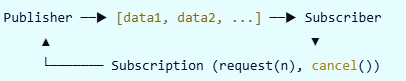 Publisher ──▶ [data1, data2, ...] ──▶ Subscriber
▲ ▼
└─────── Subscription (request(n), cancel())